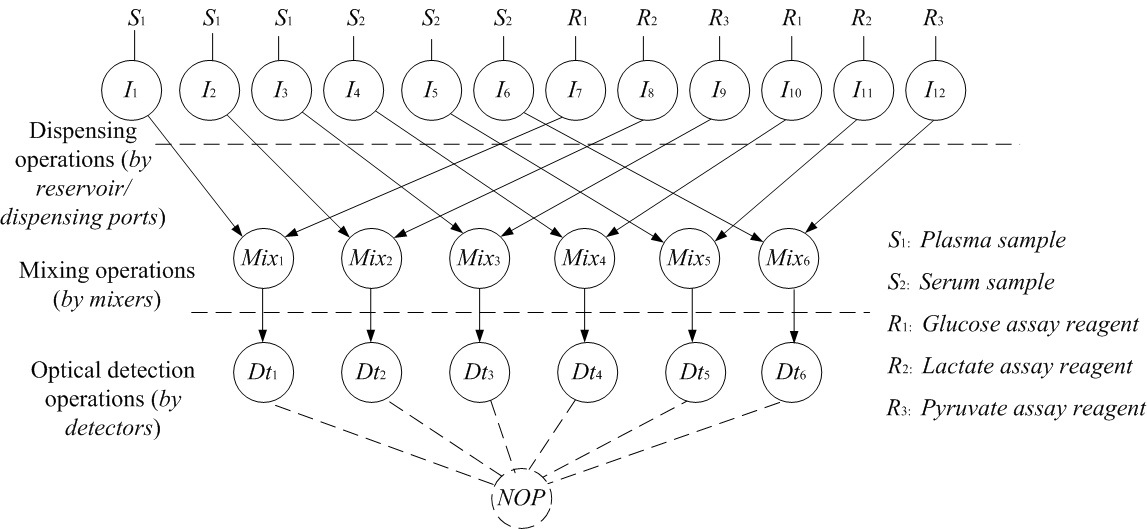 S1 S1 S1 S2 S2 S2 R1 R2 R3 R1 R2 R3
I1 I2 I3 I4 I5 I6 I7 I8 I9 I10 I11 I12
Dispensing
operations (by
reservoir/
dispensing ports)
Mix1 Mix2 Mix3 Mix4 Mix5 Mix6
Mixing operations
(by mixers)
Dt1 Dt2 Dt3 Dt4 Dt5 Dt6
Optical detection
operations (by
detectors)
NOP
S1: Plasma sample
S2: Serum sample
R1: Glucose assay reagent
R2: Lactate assay reagent
R3: Pyruvate assay reagent